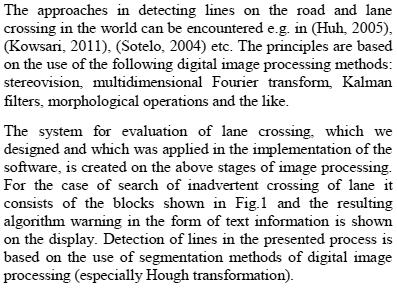 The approaches in detecting lines on the road and lane
crossing in the world can be encountered e.g. in (Huh, 2005),
(Kowsari, 2011), (Sotelo, 2004) etc. The principles are based
on the use of the following digital image processing methods:
stereovision, multidimensional Fourier transform, Kalman
filters, morphological operations and the like.
The system for evaluation of lane crossing, which we
designed and which was applied in the implementation of the
software, is created on the above stages of image processing.
For the case of search of inadvertent crossing of lane it
consists of the blocks shown in Fig.1 and the resulting
algorithm warning in the form of text information is shown
on the display. Detection of lines in the presented process is
based on the use of segmentation methods of digital image
processing (especially Hough transformation).